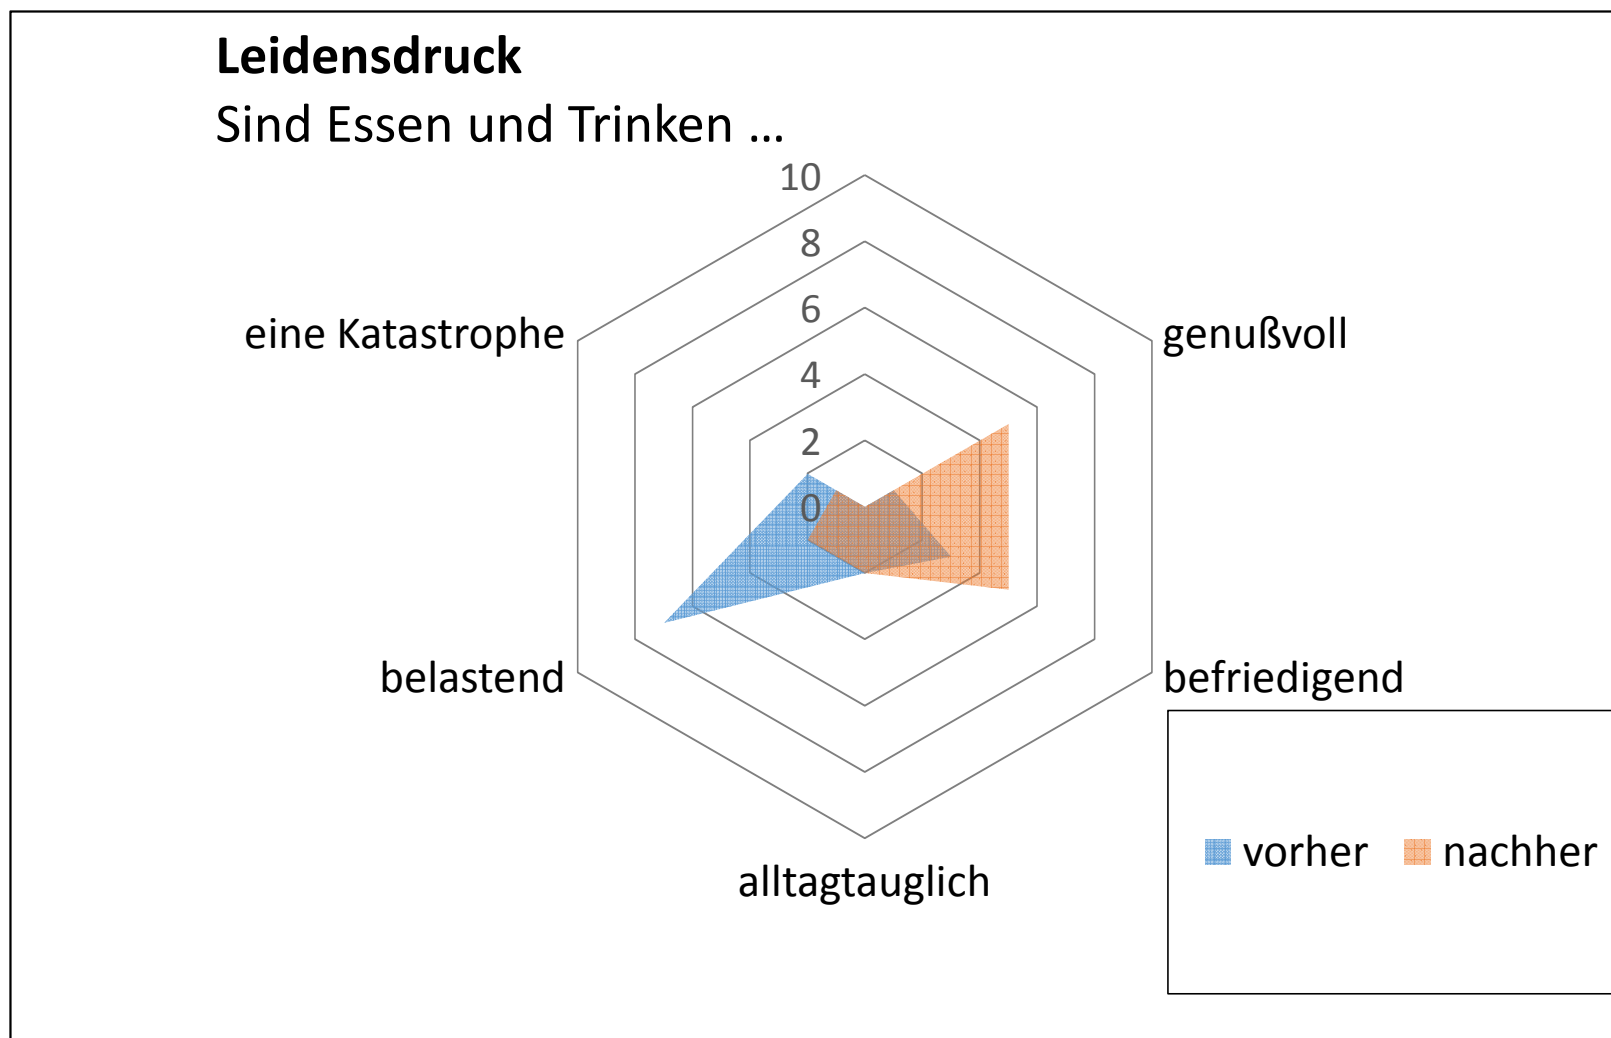 Leidensdruck
Sind Essen und Trinken ...
10
8
6
4
2
0
eine Katastrophe
genußvoll
belastend
befriedigend
alltagtauglich
vorher
nachher